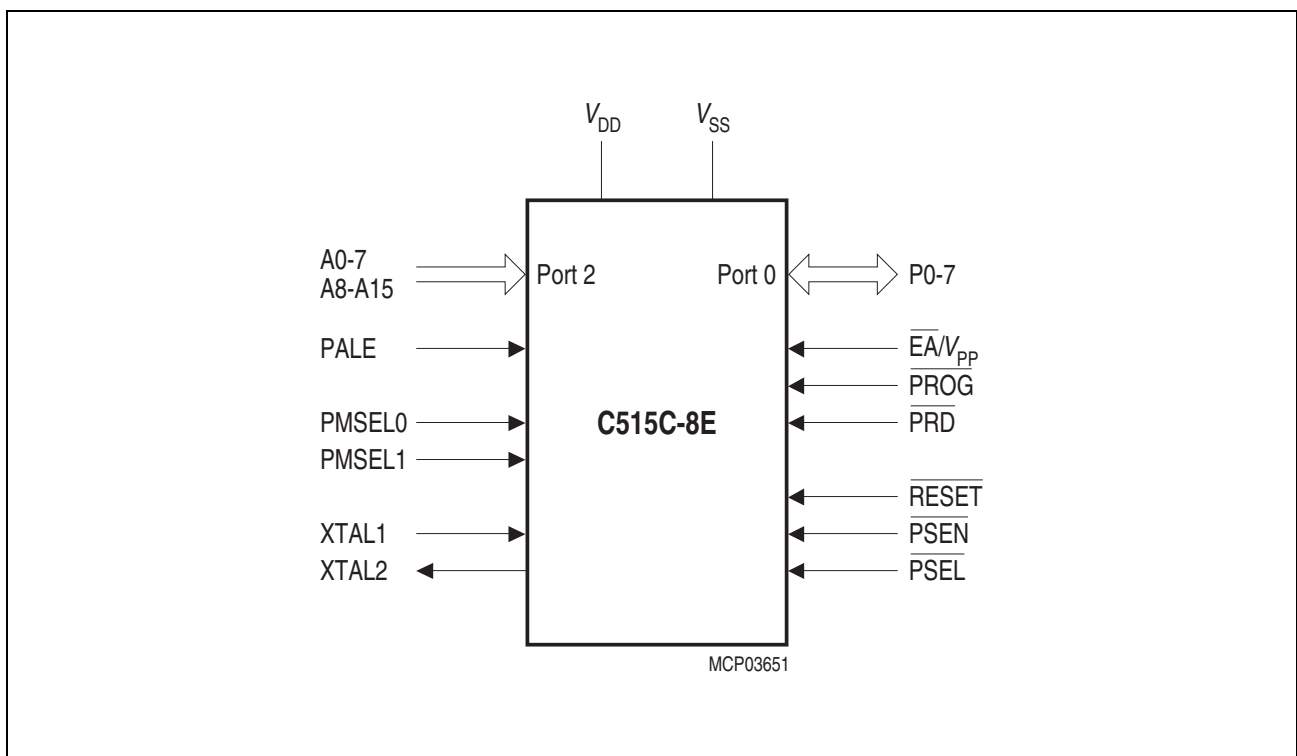 VDD VSS
A0-7
A8-A15
Port 2
Port 0
P0-7
PALE
EA/VPP
PROG
PMSEL0
C515C-8E
PRD
PMSEL1
RESET
XTAL1
PSEN
XTAL2
PSEL
MCP03651